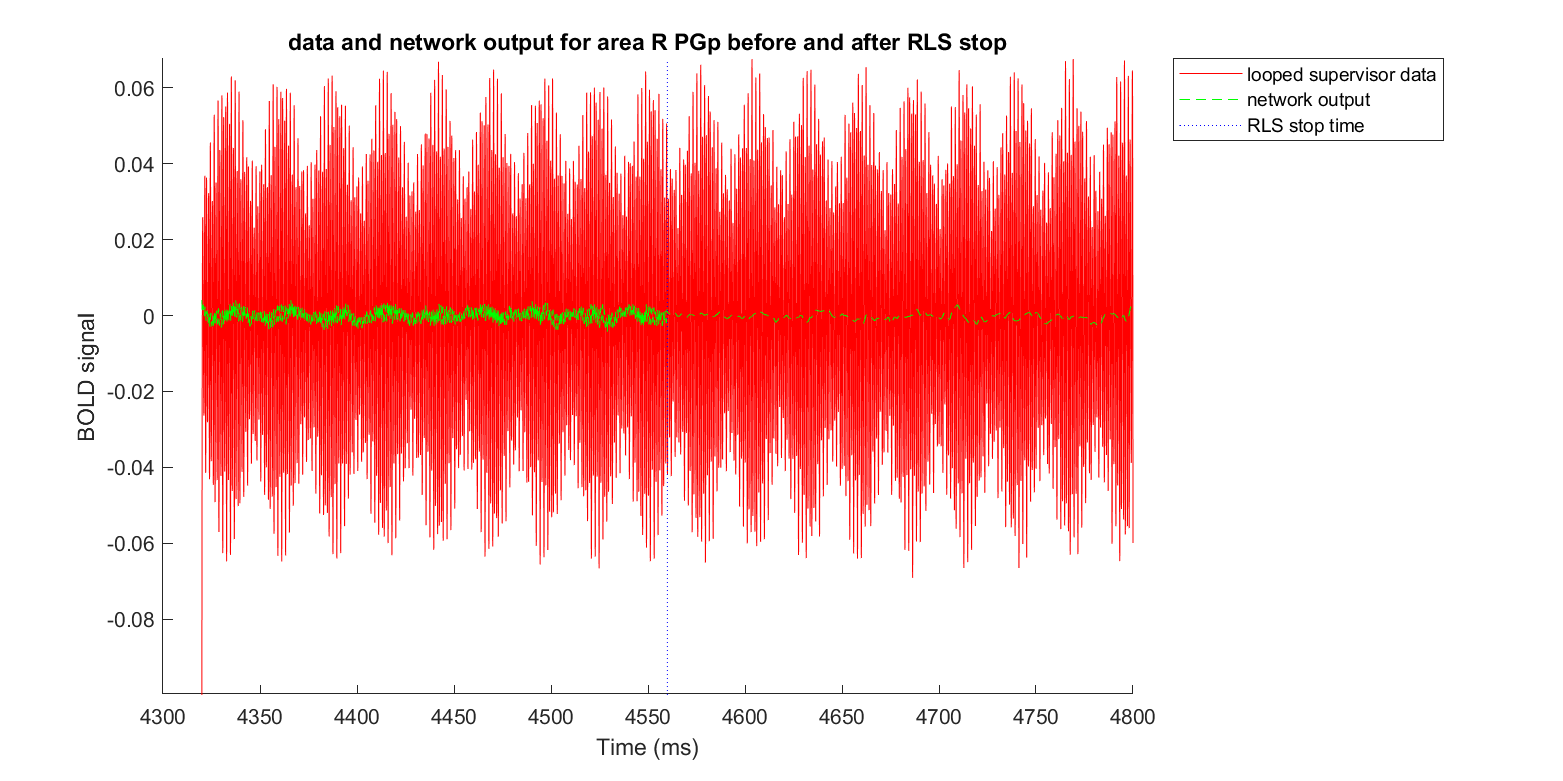 data and network output for area R PGp before and after RLS stop
looped supervisor data
network output
RLS stop time
BOLD signal
0.06
0.04
0.02
0
-0.02
-0.04
-0.06
-0.08
4300 4350 4400 4450 4500 4550 4600 4650 4700 4750 4800
Time (ms)